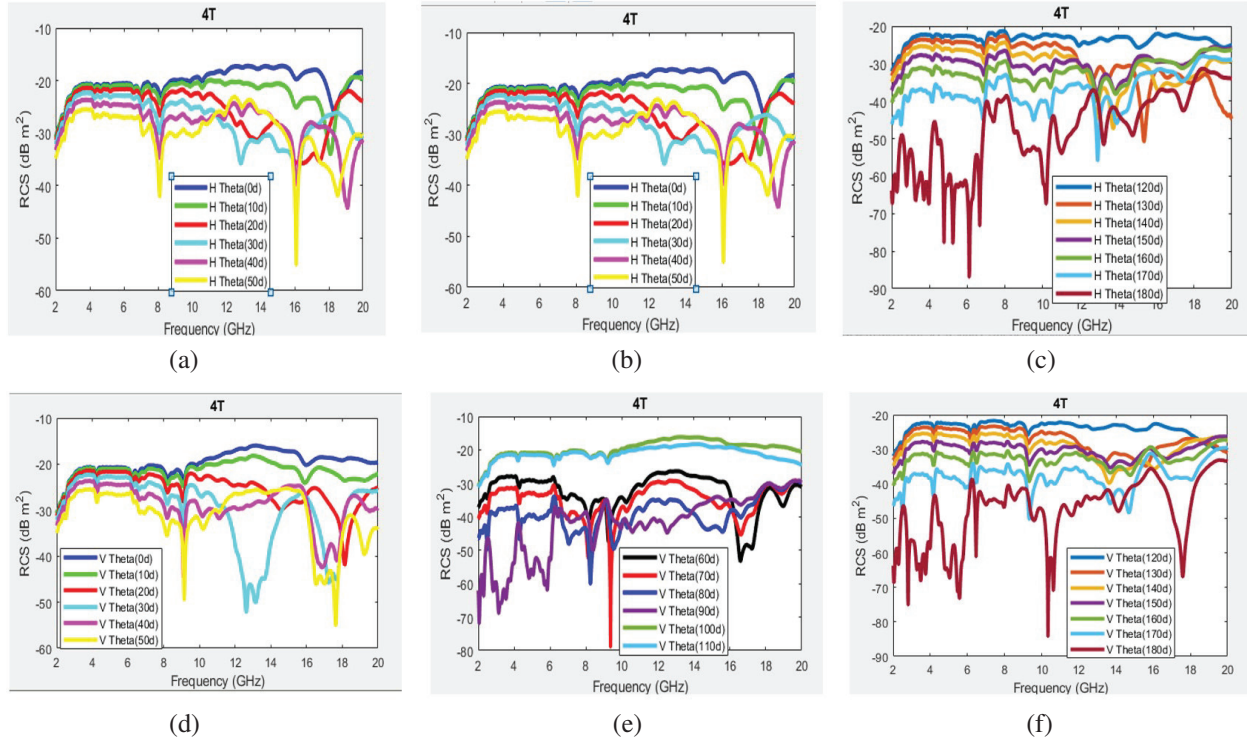 4T
RCS (dB m²)
-10
-20
-30
-40
-50
-60
H Theta(0d)
H Theta(10d)
H Theta(20d)
H Theta(30d)
H Theta(40d)
H Theta(50d)
2 4 6 8 10 12 14 16 18 20
Frequency (GHz)
(a)
4T
RCS (dB m²)
-10
-20
-30
-40
-50
-60
H Theta(0d)
H Theta(10d)
H Theta(20d)
H Theta(30d)
H Theta(40d)
H Theta(50d)
2 4 6 8 10 12 14 16 18 20
Frequency (GHz)
(b)
4T
RCS (dB m²)
-20
-30
-40
-50
-60
-70
-80
-90
H Theta(120d)
H Theta(130d)
H Theta(140d)
H Theta(150d)
H Theta(160d)
H Theta(170d)
H Theta(180d)
2 4 6 8 10 12 14 16 18 20
Frequency (GHz)
(c)
4T
RCS (dB m²)
-10
-20
-30
-40
-50
-60
V Theta(0d)
V Theta(10d)
V Theta(20d)
V Theta(30d)
V Theta(40d)
V Theta(50d)
2 4 6 8 10 12 14 16 18 20
Frequency (GHz)
(d)
4T
RCS (dB m²)
-10
-20
-30
-40
-50
-60
-70
-80
V Theta(60d)
V Theta(70d)
V Theta(80d)
V Theta(90d)
V Theta(100d)
V Theta(110d)
2 4 6 8 10 12 14 16 18 20
Frequency (GHz)
(e)
4T
RCS (dB m²)
-20
-30
-40
-50
-60
-70
-80
-90
V Theta(120d)
V Theta(130d)
V Theta(140d)
V Theta(150d)
V Theta(160d)
V Theta(170d)
V Theta(180d)
2 4 6 8 10 12 14 16 18 20
Frequency (GHz)
(f)